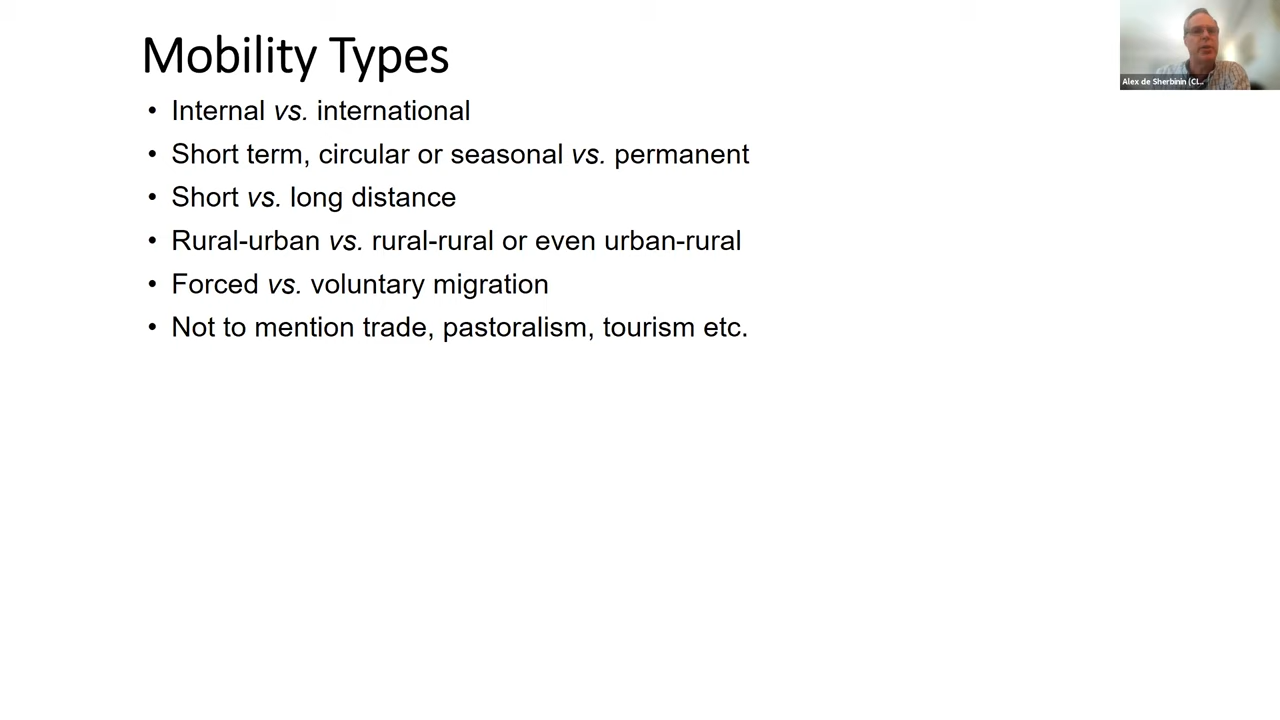 Mobility Types
• Internal vs. international
• Short term, circular or seasonal vs. permanent
• Short vs. long distance
• Rural-urban vs. rural-rural or even urban-rural
• Forced vs. voluntary migration
• Not to mention trade, pastoralism, tourism etc.
Alex de Sherbinin (CI...